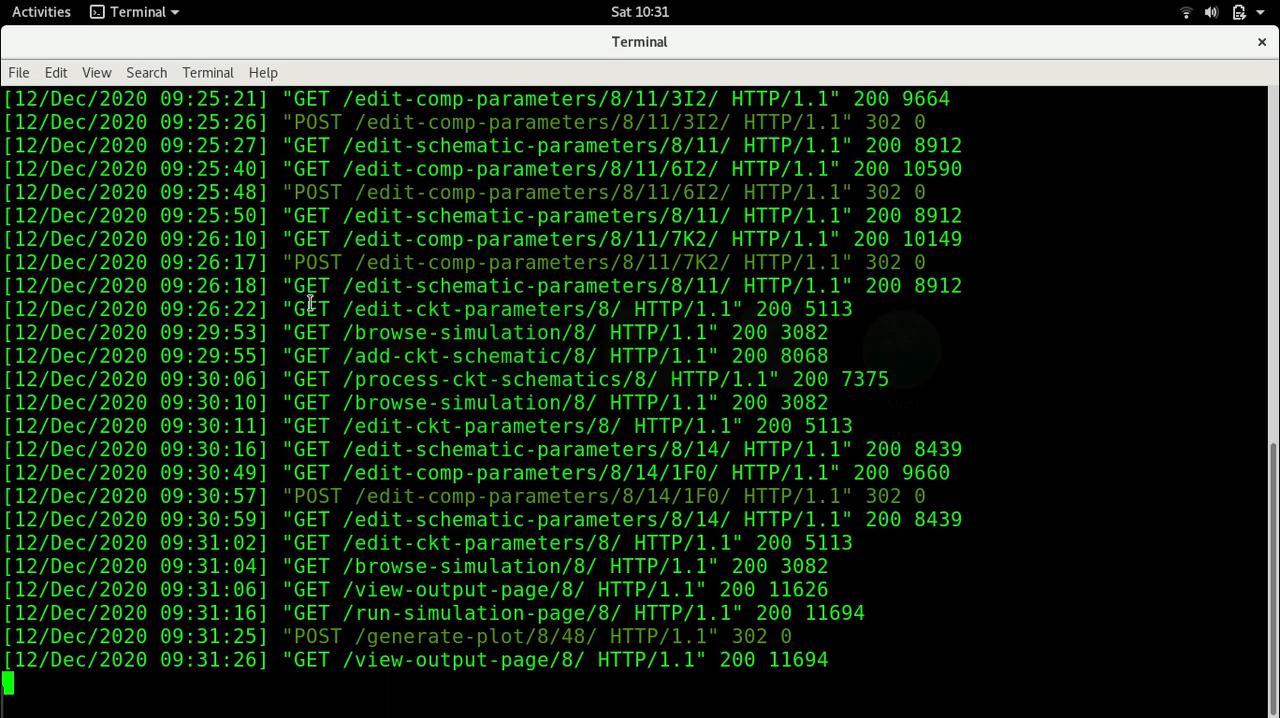 Activities Terminal Sat 10:31
Terminal
File Edit View Search Terminal Help
[12/Dec/2020 09:25:21] "GET /edit-comp-parameters/8/11/3I2/ HTTP/1.1" 200 9664
[12/Dec/2020 09:25:26] "POST /edit-comp-parameters/8/11/3I2/ HTTP/1.1" 302 0
[12/Dec/2020 09:25:27] "GET /edit-schematic-parameters/8/11/ HTTP/1.1" 200 8912
[12/Dec/2020 09:25:40] "GET /edit-comp-parameters/8/11/6I2/ HTTP/1.1" 200 10590
[12/Dec/2020 09:25:48] "POST /edit-comp-parameters/8/11/6I2/ HTTP/1.1" 302 0
[12/Dec/2020 09:25:50] "GET /edit-schematic-parameters/8/11/ HTTP/1.1" 200 8912
[12/Dec/2020 09:26:10] "GET /edit-comp-parameters/8/11/7K2/ HTTP/1.1" 200 10149
[12/Dec/2020 09:26:17] "POST /edit-comp-parameters/8/11/7K2/ HTTP/1.1" 302 0
[12/Dec/2020 09:26:18] "GET /edit-schematic-parameters/8/11/ HTTP/1.1" 200 8912
[12/Dec/2020 09:26:22] "GET /edit-ckt-parameters/8/ HTTP/1.1" 200 5113
[12/Dec/2020 09:29:53] "GET /browse-simulation/8/ HTTP/1.1" 200 3082
[12/Dec/2020 09:29:55] "GET /add-ckt-schematic/8/ HTTP/1.1" 200 8068
[12/Dec/2020 09:30:06] "GET /process-ckt-schematics/8/ HTTP/1.1" 200 7375
[12/Dec/2020 09:30:10] "GET /browse-simulation/8/ HTTP/1.1" 200 3082
[12/Dec/2020 09:30:11] "GET /edit-ckt-parameters/8/ HTTP/1.1" 200 5113
[12/Dec/2020 09:30:16] "GET /edit-schematic-parameters/8/14/ HTTP/1.1" 200 8439
[12/Dec/2020 09:30:49] "GET /edit-comp-parameters/8/14/1F0/ HTTP/1.1" 200 9660
[12/Dec/2020 09:30:57] "POST /edit-comp-parameters/8/14/1F0/ HTTP/1.1" 302 0
[12/Dec/2020 09:30:59] "GET /edit-schematic-parameters/8/14/ HTTP/1.1" 200 8439
[12/Dec/2020 09:31:02] "GET /edit-ckt-parameters/8/ HTTP/1.1" 200 5113
[12/Dec/2020 09:31:04] "GET /browse-simulation/8/ HTTP/1.1" 200 3082
[12/Dec/2020 09:31:06] "GET /view-output-page/8/ HTTP/1.1" 200 11626
[12/Dec/2020 09:31:16] "GET /run-simulation-page/8/ HTTP/1.1" 200 11694
[12/Dec/2020 09:31:25] "POST /generate-plot/8/48/ HTTP/1.1" 302 0
[12/Dec/2020 09:31:26] "GET /view-output-page/8/ HTTP/1.1" 200 11694